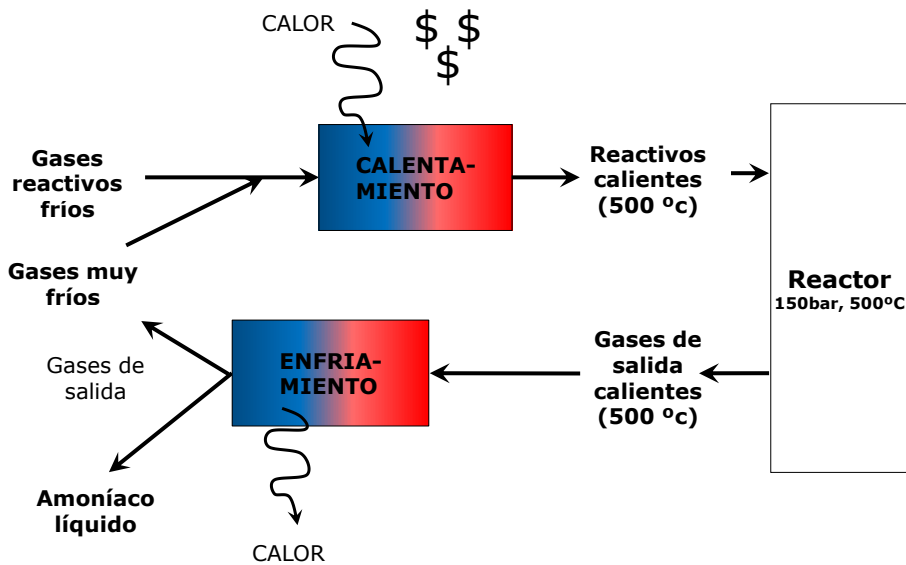 CALOR
$ $
$
Gases
reactivos
fríos
CALENTA-
MIENTO
Reactivos
calientes
(500 ºc)
Gases muy
fríos
Reactor
150bar, 500ºC
Gases de
salida
ENFRIA-
MIENTO
Gases de
salida
calientes
(500 ºc)
Amoníaco
líquido
CALOR